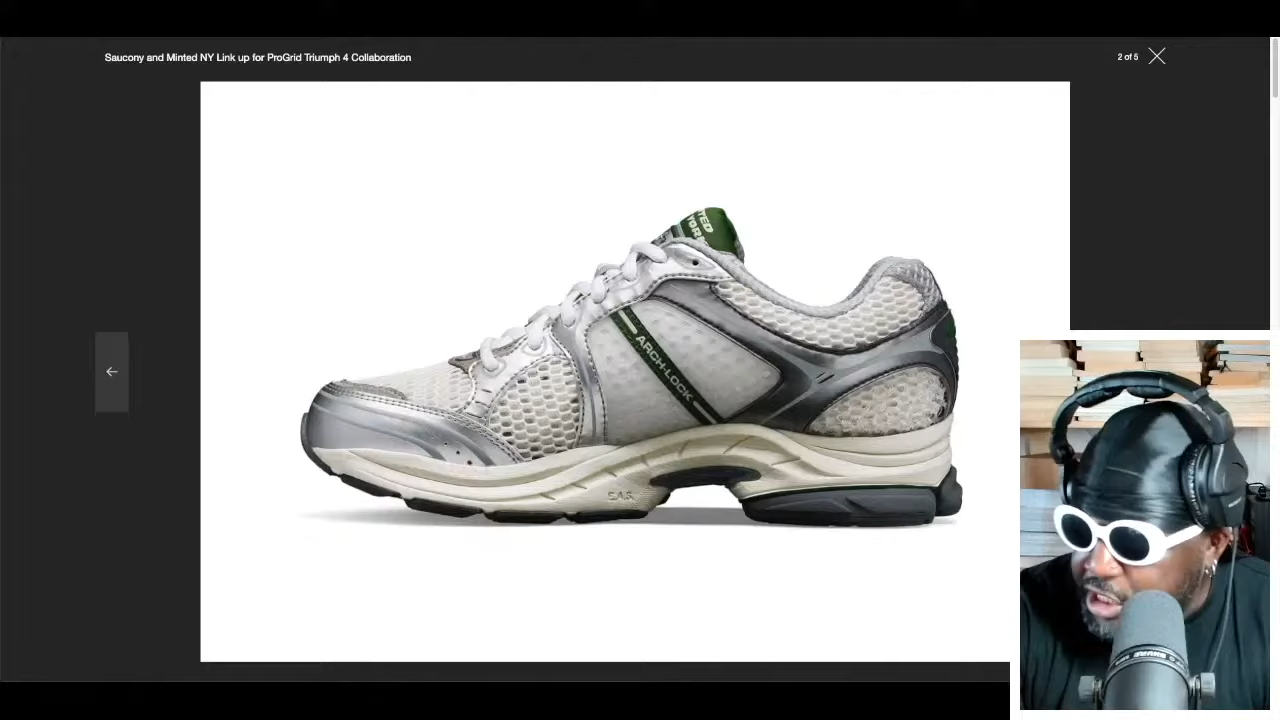 Saucony and Minted NY Link up for ProGrid Triumph 4 Collaboration
2 of 5
ARCH-LOCK